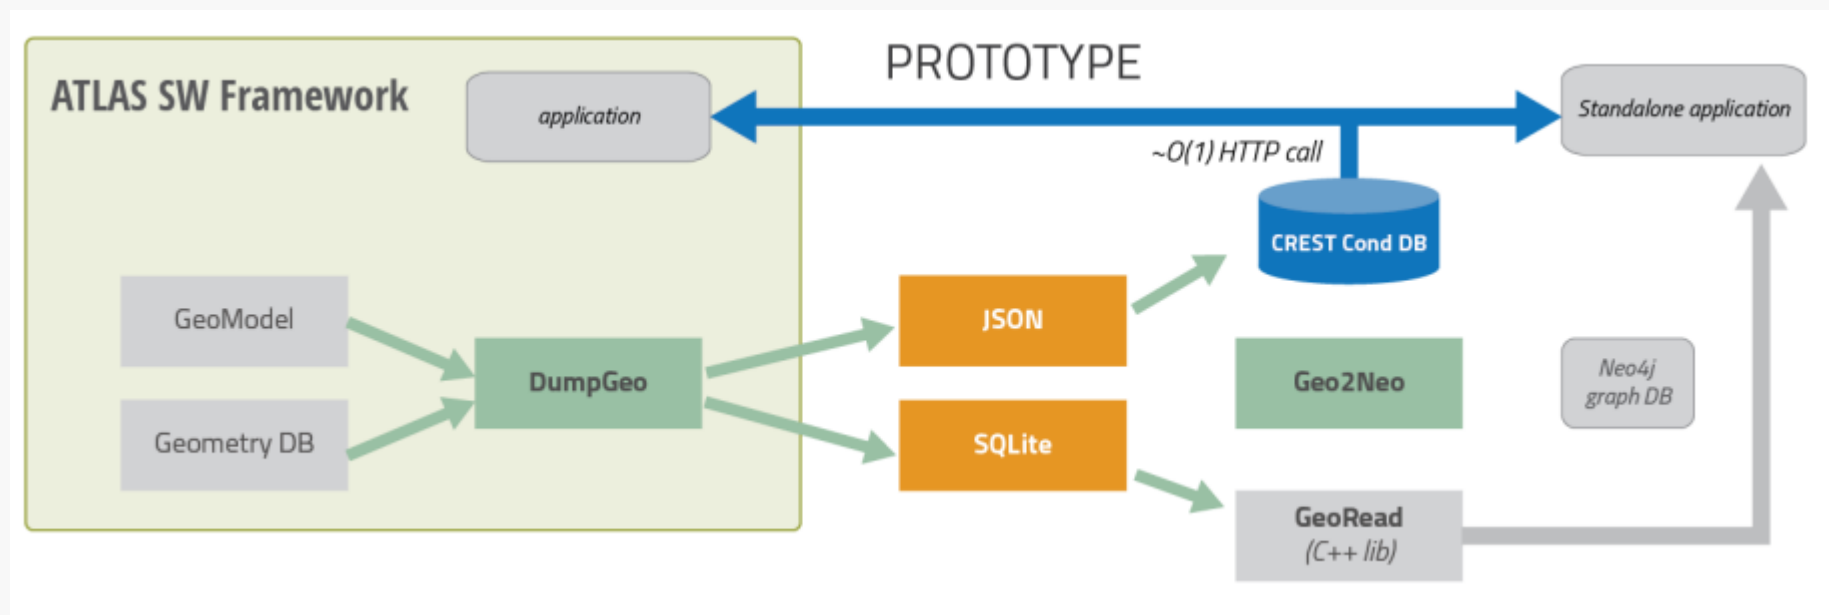 PROTOTYPE
ATLAS SW Framework
application
Standalone application
~O(1) HTTP call
CREST Cond DB
GeoModel
JSON
DumpGeo
Geo2Neo
Neo4j
graph DB
Geometry DB
SQLite
GeoRead
(C++ lib)